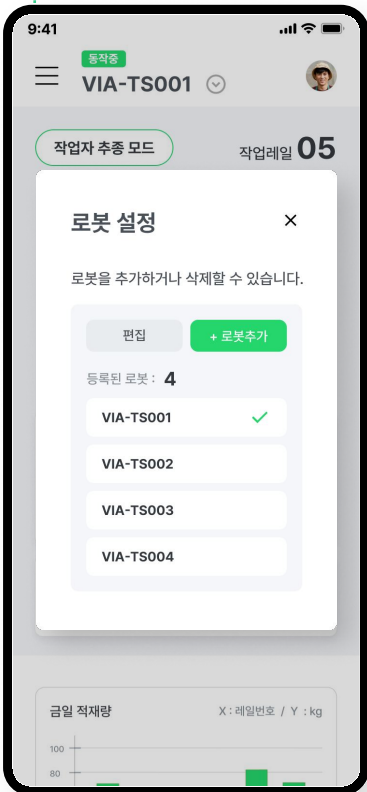 9:41
동작중
VIA-TS001
작업자 추종 모드
작업레일 05
로봇 설정
로봇을 추가하거나 삭제할 수 있습니다.
편집
+ 로봇추가
등록된 로봇 : 4
VIA-TS001
VIA-TS002
VIA-TS003
VIA-TS004
금일 적재량
X : 레일번호 / Y : kg
100
80